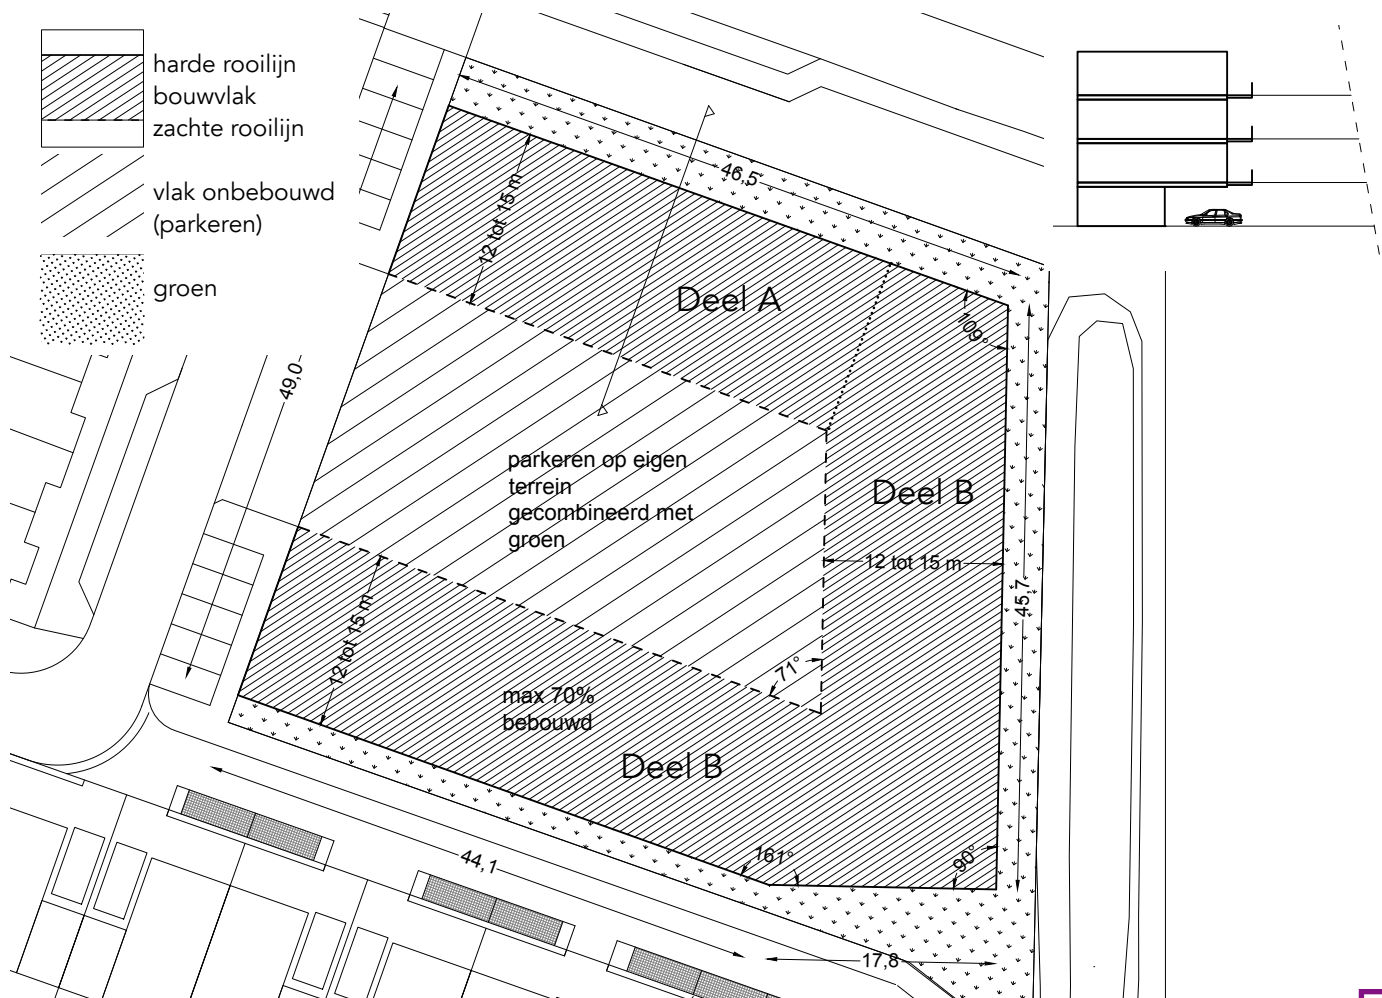 harde rooilijn
bouwvlak
zachte rooilijn
vlak onbebouwd
(parkeren)
groen
46,5
12 tot 15 m
Deel A
109°
49,0
parkeren op eigen
terrein
gecombineerd met
groen
Deel B
12 tot 15 m
45,7
12 tot 15 m
71°
max 70%
bebouwd
Deel B
161°
90°
44,1
17,8